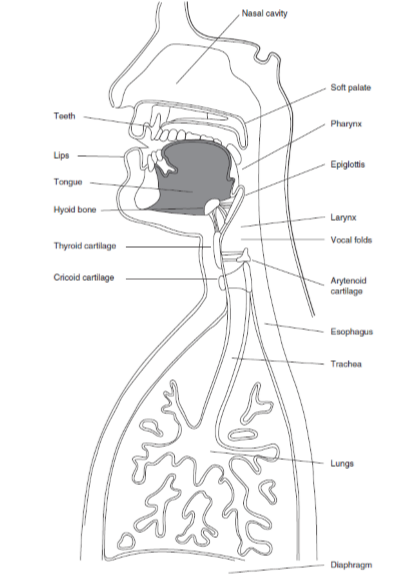 Nasal cavity
Soft palate
Teeth
Pharynx
Lips
Epiglottis
Tongue
Hyoid bone
Larynx
Vocal folds
Thyroid cartilage
Cricoid cartilage
Arytenoid
cartilage
Esophagus
Trachea
Lungs
Diaphragm